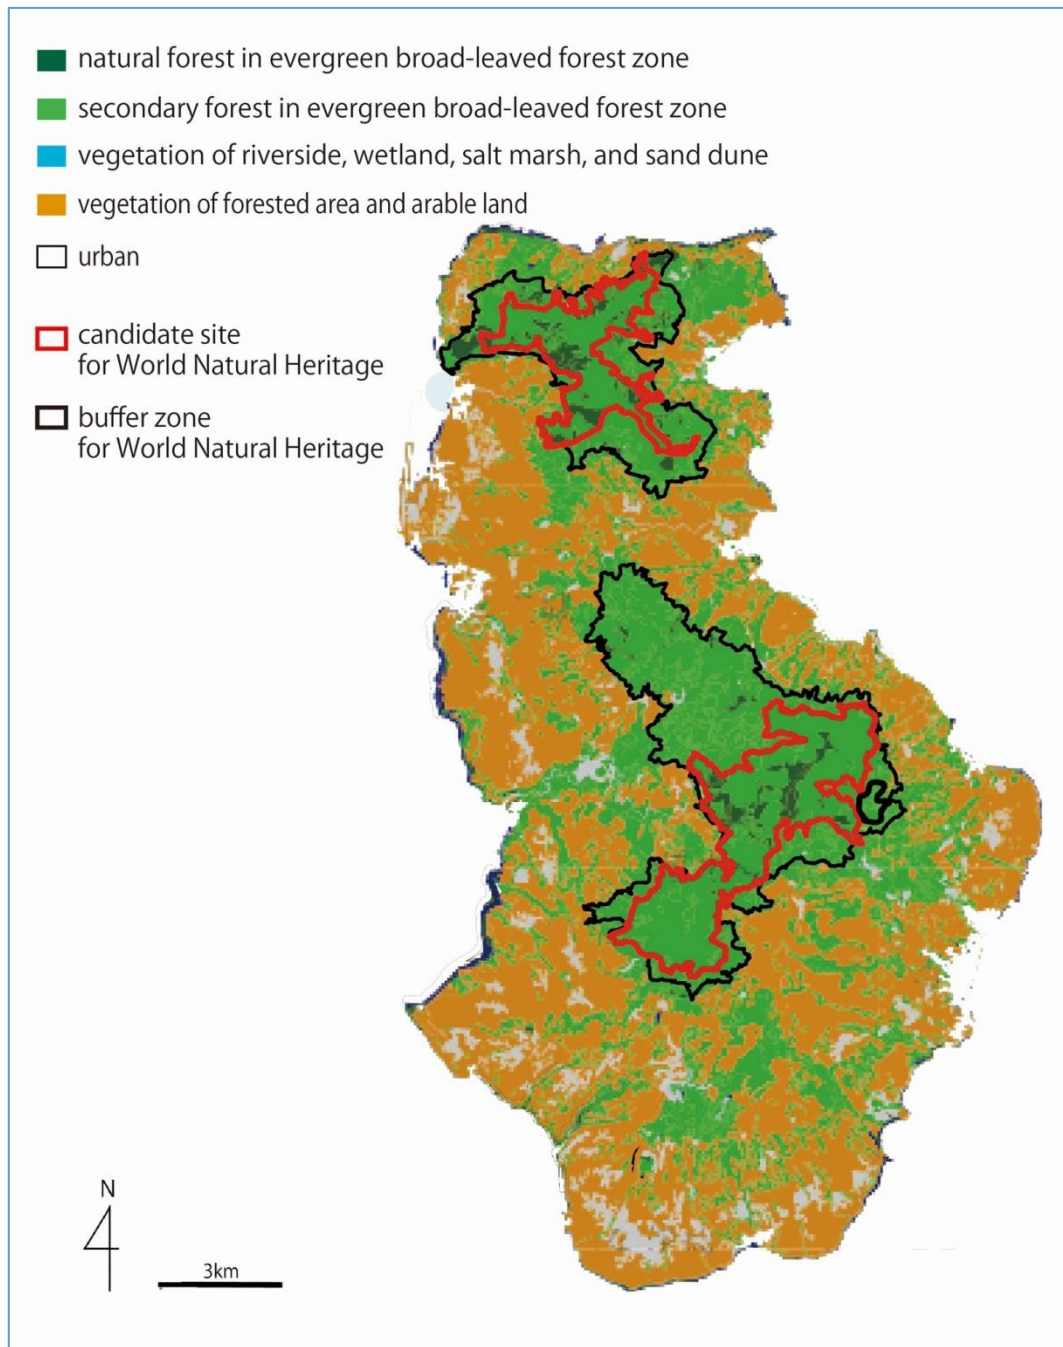 natural forest in evergreen broad-leaved forest zone
secondary forest in evergreen broad-leaved forest zone
vegetation of riverside, wetland, salt marsh, and sand dune
vegetation of forested area and arable land
urban
candidate site
for World Natural Heritage
buffer zone
for World Natural Heritage
N
3km